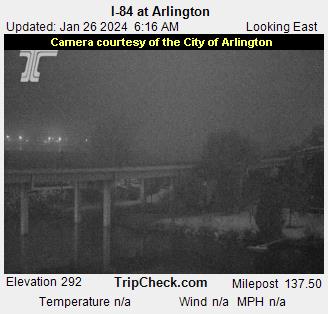 I-84 at Arlington
Updated: Jan 26 2024 6:16 AM Looking East
Camera courtesy of the City of Arlington
Elevation 292 TripCheck.com Milepost 137.50
Temperature n/a Wind n/a MPH n/a